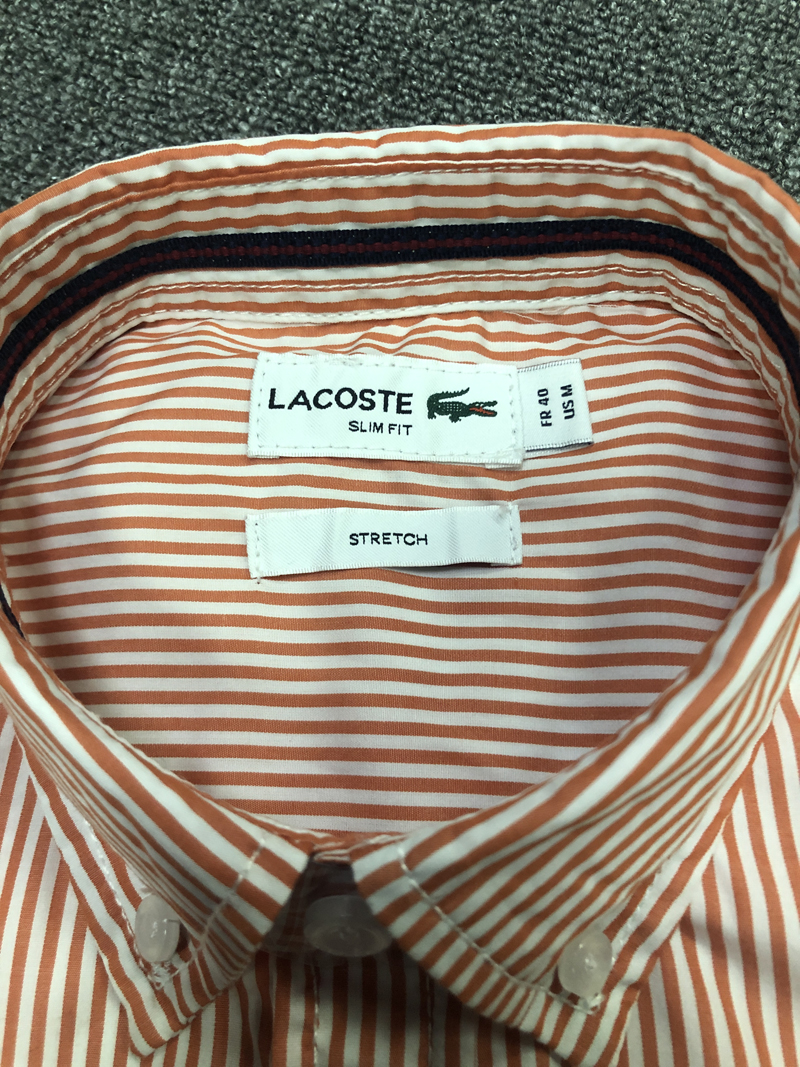 LACOSTE
SLIM FIT
FR 40
US M
STRETCH